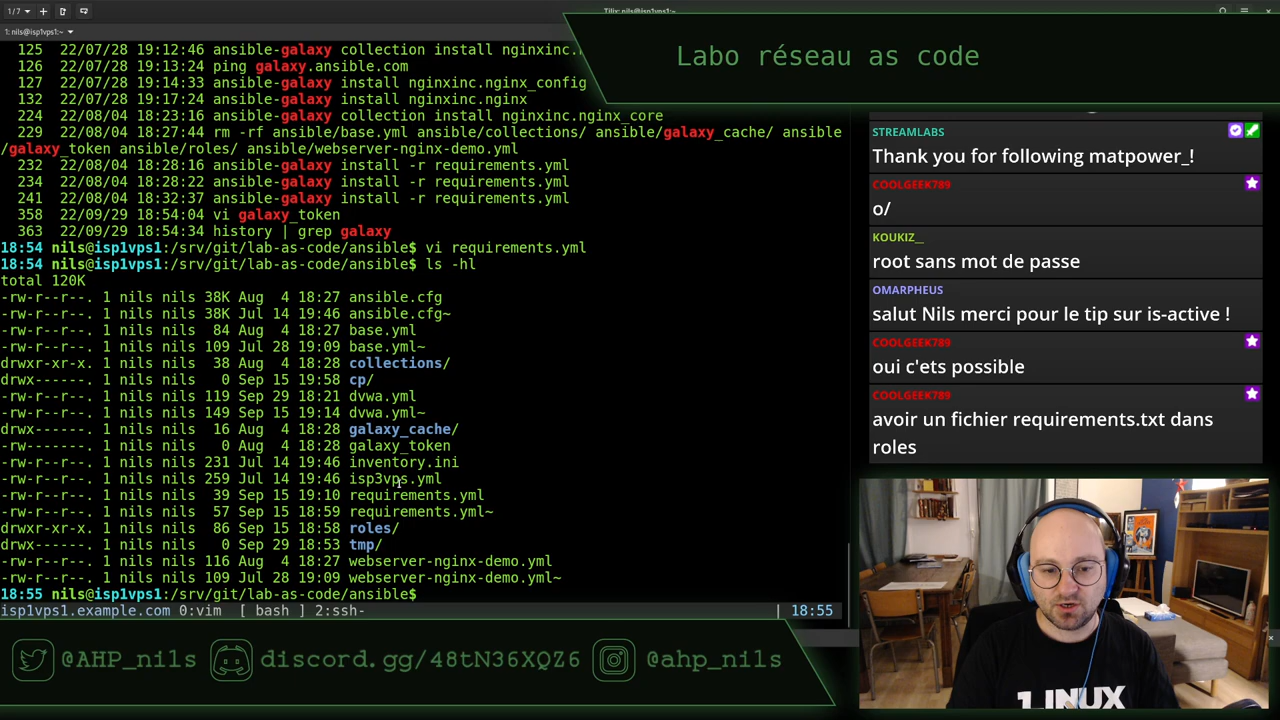 1/7
Tilix: nils@isp1vps1:~
1: nils@isp1vps1:~
Labo réseau as code
125 22/07/28 19:12:46 ansible-galaxy collection install nginxinc.
126 22/07/28 19:13:24 ping galaxy.ansible.com
127 22/07/28 19:14:33 ansible-galaxy install nginxinc.nginx_config
132 22/07/28 19:17:24 ansible-galaxy install nginxinc.nginx
224 22/08/04 18:23:16 ansible-galaxy collection install nginxinc.nginx_core
229 22/08/04 18:27:44 rm -rf ansible/base.yml ansible/collections/ ansible/galaxy_cache/ ansible
/galaxy_token ansible/roles/ ansible/webserver-nginx-demo.yml
232 22/08/04 18:28:16 ansible-galaxy install -r requirements.yml
234 22/08/04 18:28:22 ansible-galaxy install -r requirements.yml
241 22/08/04 18:32:37 ansible-galaxy install -r requirements.yml
358 22/09/29 18:54:04 vi galaxy_token
363 22/09/29 18:54:34 history | grep galaxy
18:54 nils@isp1vps1:/srv/git/lab-as-code/ansible$ vi requirements.yml
18:54 nils@isp1vps1:/srv/git/lab-as-code/ansible$ ls -hl
total 120K
-rw-r--r--. 1 nils nils 38K Aug 4 18:27 ansible.cfg
-rw-r--r--. 1 nils nils 38K Jul 14 19:46 ansible.cfg~
-rw-r--r--. 1 nils nils 84 Aug 4 18:27 base.yml
-rw-r--r--. 1 nils nils 109 Jul 28 19:09 base.yml~
drwxr-xr-x. 1 nils nils 38 Aug 4 18:28 collections/
drwx------. 1 nils nils 0 Sep 15 19:58 cp/
-rw-r--r--. 1 nils nils 119 Sep 29 18:21 dvwa.yml
-rw-r--r--. 1 nils nils 149 Sep 15 19:14 dvwa.yml~
drwx------. 1 nils nils 16 Aug 4 18:28 galaxy_cache/
-rw-------. 1 nils nils 0 Aug 4 18:28 galaxy_token
-rw-r--r--. 1 nils nils 231 Jul 14 19:46 inventory.ini
-rw-r--r--. 1 nils nils 259 Jul 14 19:46 isp3vps.yml
-rw-r--r--. 1 nils nils 39 Sep 15 19:10 requirements.yml
-rw-r--r--. 1 nils nils 57 Sep 15 18:59 requirements.yml~
drwxr-xr-x. 1 nils nils 86 Sep 15 18:58 roles/
drwx------. 1 nils nils 0 Sep 29 18:53 tmp/
-rw-r--r--. 1 nils nils 116 Aug 4 18:27 webserver-nginx-demo.yml
-rw-r--r--. 1 nils nils 109 Jul 28 19:09 webserver-nginx-demo.yml~
18:55 nils@isp1vps1:/srv/git/lab-as-code/ansible$
isp1vps1.example.com 0:vim [ bash ] 2:ssh- | 18:55
STREAMLABS
Thank you for following matpower_!
COOLGEEK789
o/
KOUKIZ__
root sans mot de passe
OMARPHEUS
salut Nils merci pour le tip sur is-active !
COOLGEEK789
oui c'ets possible
COOLGEEK789
avoir un fichier requirements.txt dans
roles
@AHP_nils
discord.gg/48tN36XQZ6
@ahp_nils
LINUX